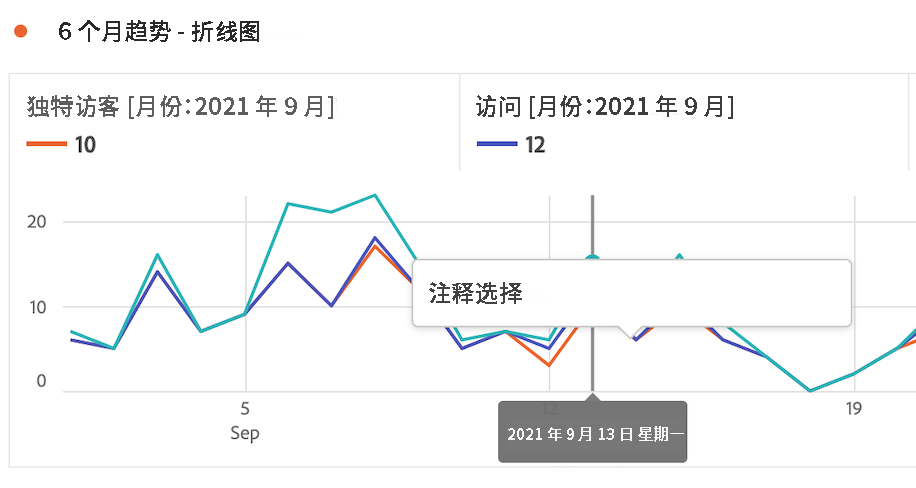 6 个月趋势 - 折线图
独特访客 [月份：2021 年 9 月]
10
访问 [月份：2021 年 9 月]
12
20
注释选择
10
0
5
12
19
Sep
2021 年 9 月 13 日 星期一